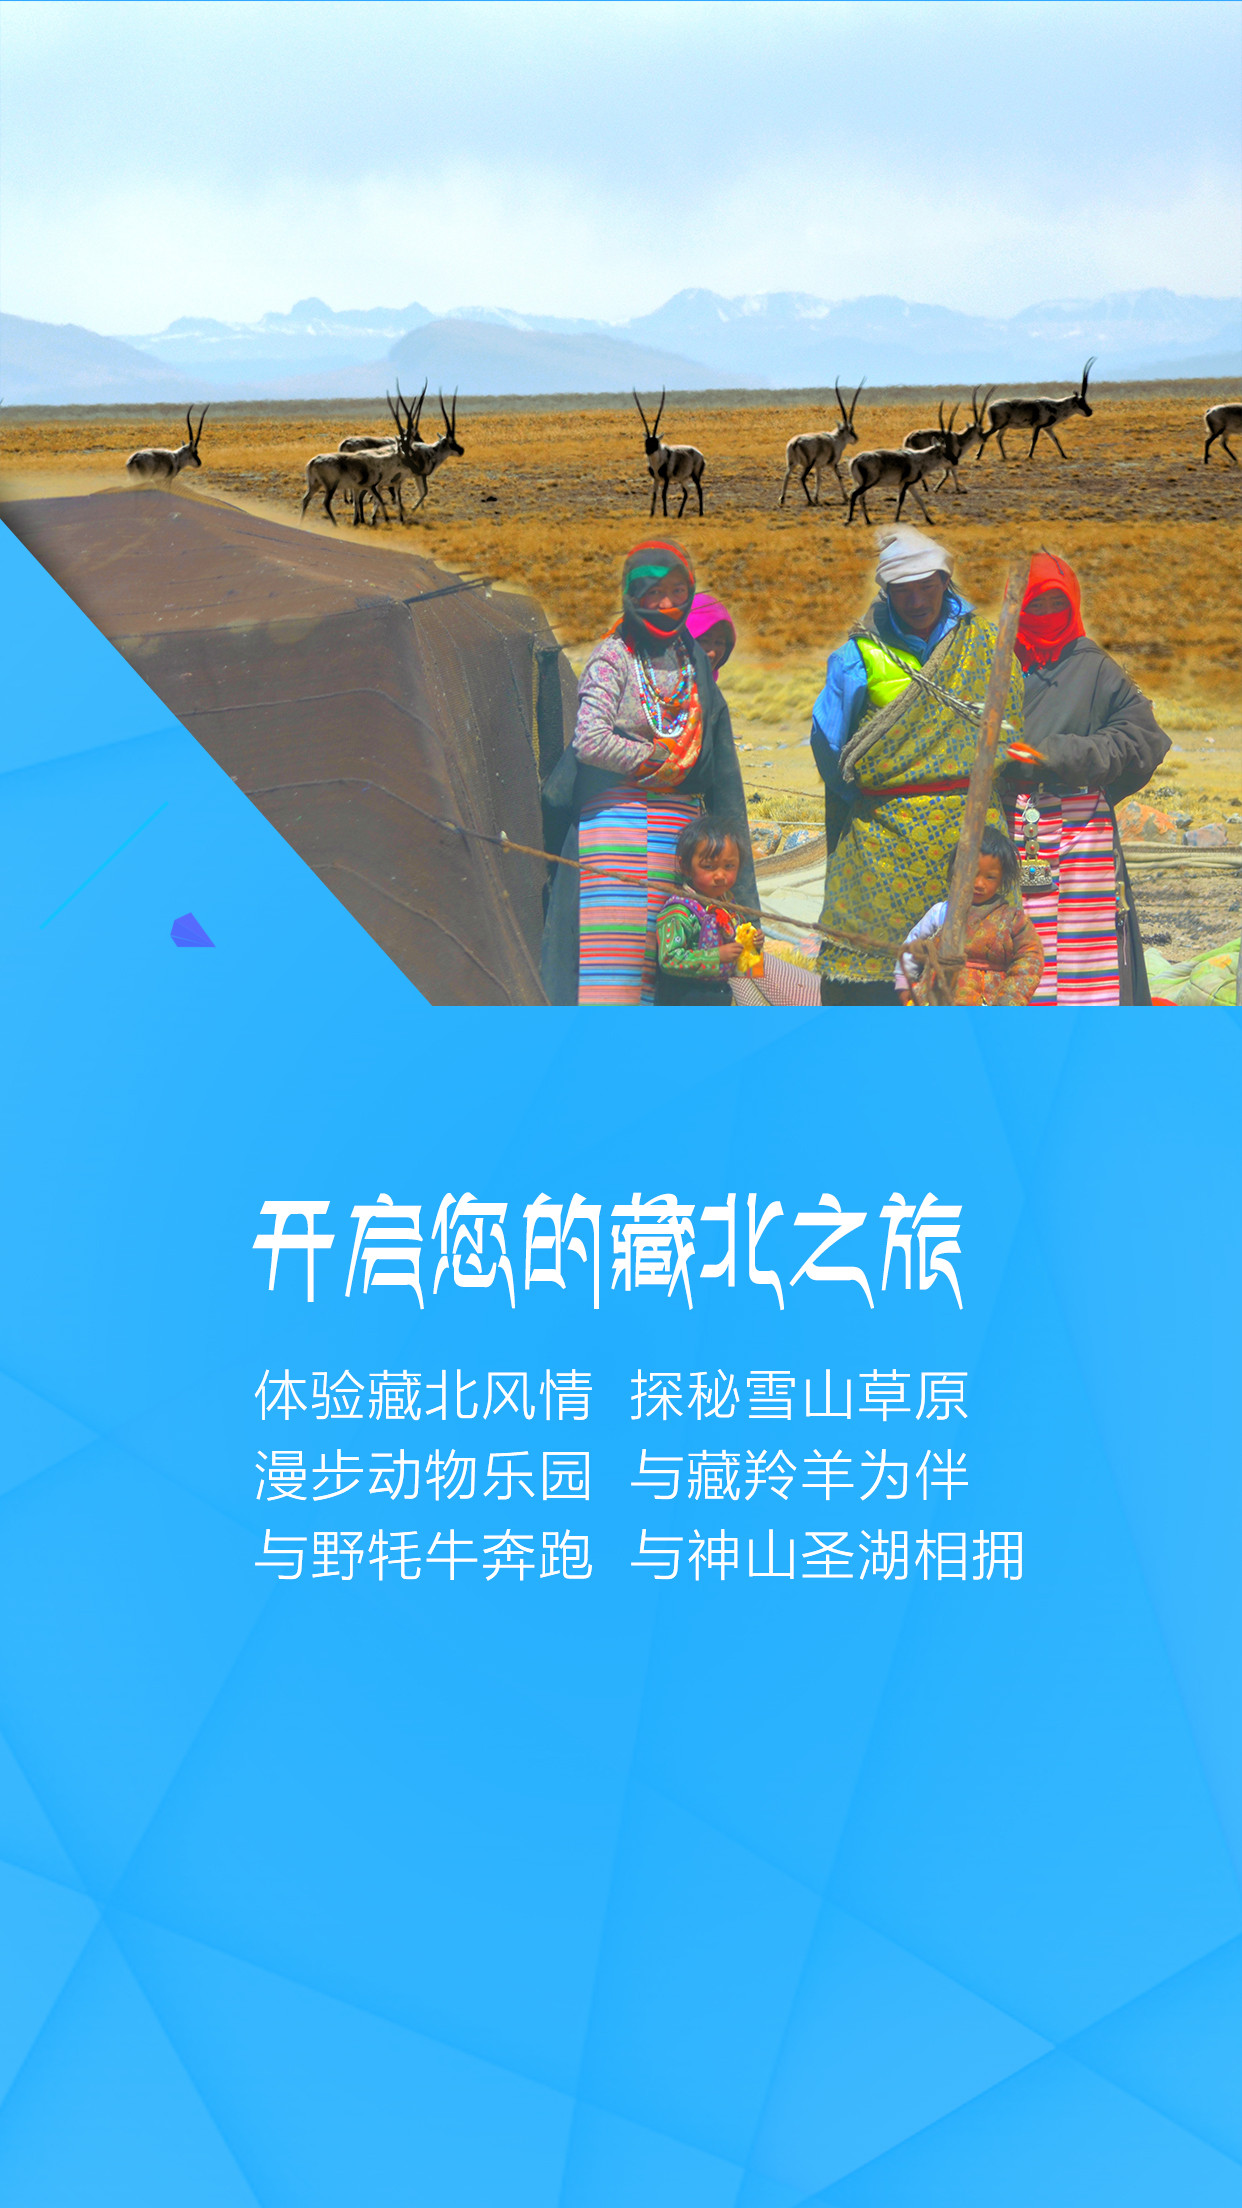 开启您的藏北之旅
体验藏北风情 探秘雪山草原
漫步动物乐园 与藏羚羊为伴
与野牦牛奔跑 与神山圣湖相拥